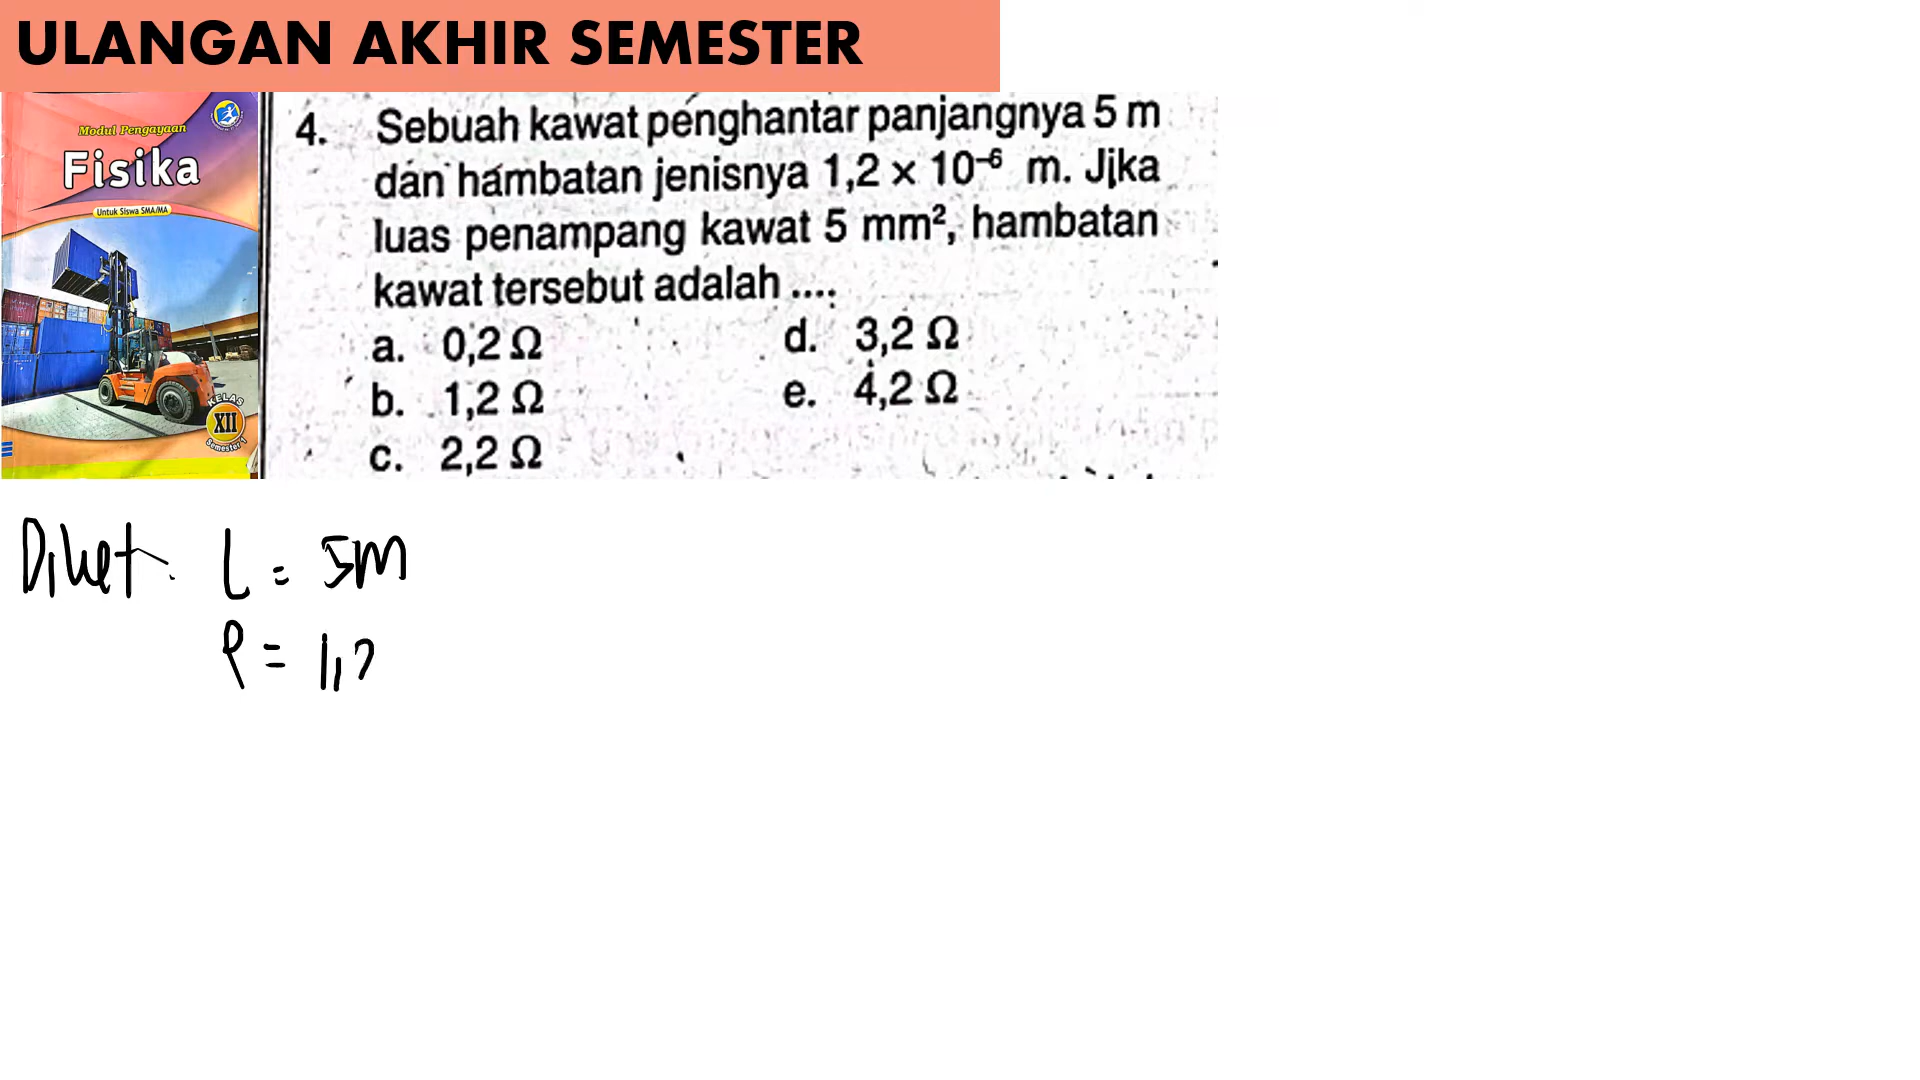 ULANGAN AKHIR SEMESTER
Modul Pengayaan
Fisika
Untuk Siswa SMA/MA
KELAS
XII
Semester 1
4. Sebuah kawat penghantar panjangnya 5 m
dan hambatan jenisnya 1,2 × 10⁻⁶ m. Jika
luas penampang kawat 5 mm², hambatan
kawat tersebut adalah ....
a. 0,2 Ω d. 3,2 Ω
b. 1,2 Ω e. 4,2 Ω
c. 2,2 Ω
Diket: L = 5m
ρ = 1,2